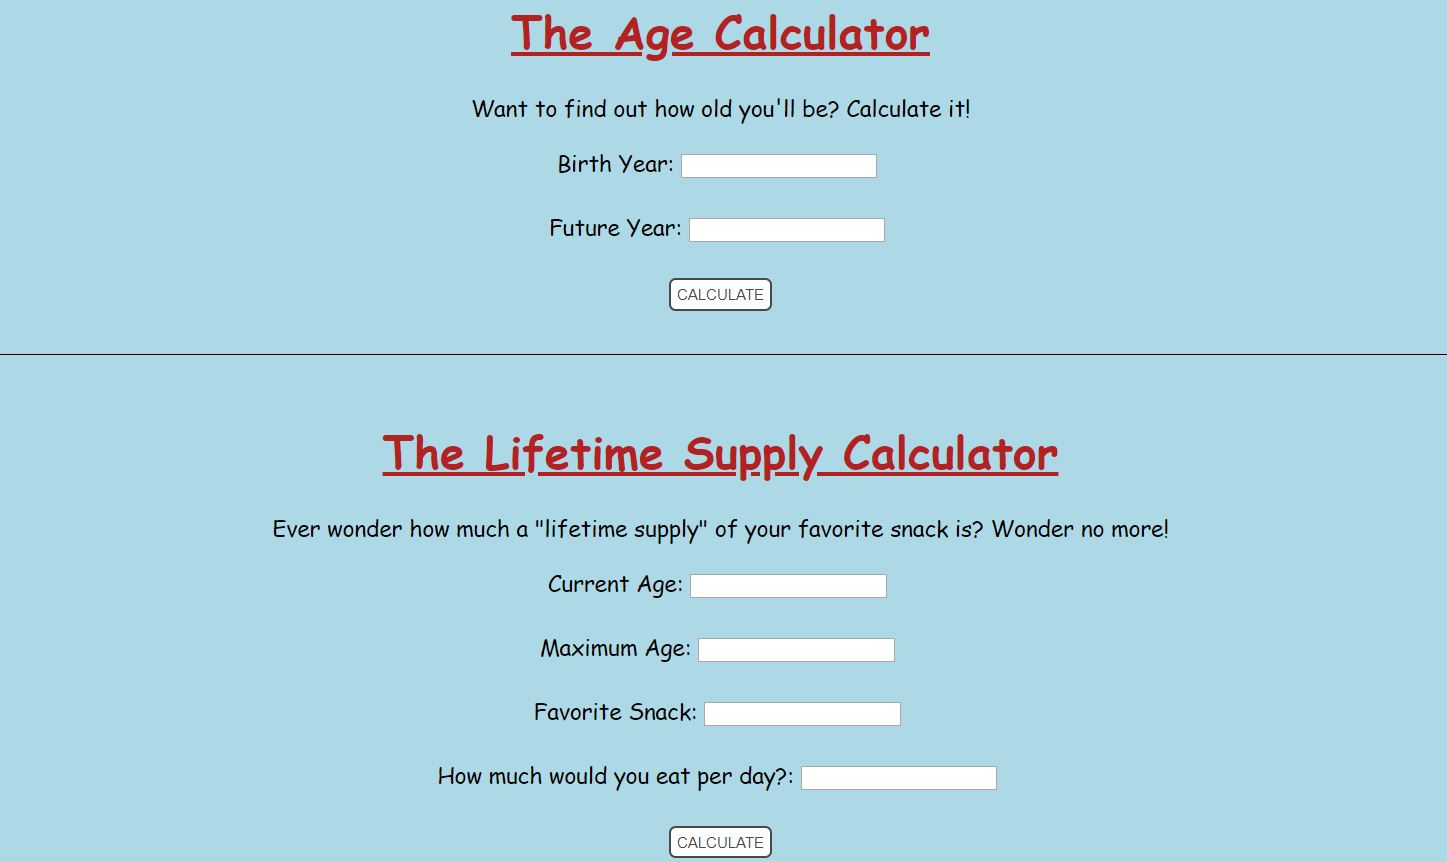 The Age Calculator
Want to find out how old you'll be? Calculate it!
Birth Year:
Future Year:
CALCULATE
The Lifetime Supply Calculator
Ever wonder how much a "lifetime supply" of your favorite snack is? Wonder no more!
Current Age:
Maximum Age:
Favorite Snack:
How much would you eat per day?:
CALCULATE